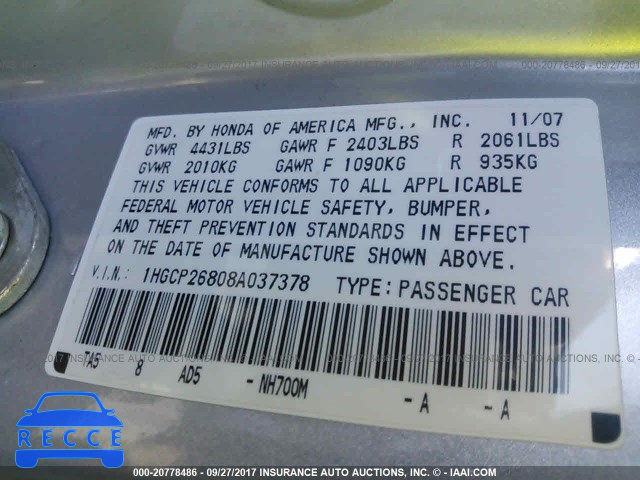 MFD. BY HONDA OF AMERICA MFG., INC. 11/07
GVWR 4431LBS GAWR F 2403LBS R 2061LBS
GVWR 2010KG GAWR F 1090KG R 935KG
THIS VEHICLE CONFORMS TO ALL APPLICABLE
FEDERAL MOTOR VEHICLE SAFETY, BUMPER,
AND THEFT PREVENTION STANDARDS IN EFFECT
ON THE DATE OF MANUFACTURE SHOWN ABOVE.
V.I.N.: 1HGCP26808A037378 TYPE: PASSENGER CAR
TA5 8 AD5 - NH700M - A - A
RECCE
000-20778486 - 09/27/2017 INSURANCE AUTO AUCTIONS, INC. - © IAAI.COM